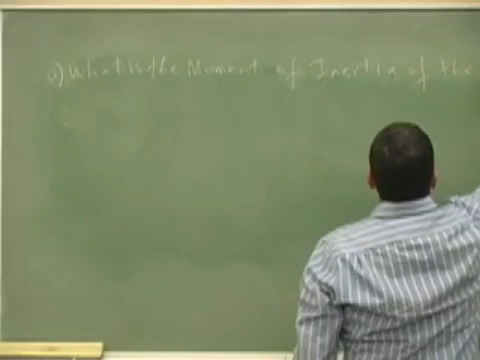 a) What is the Moment of Inertia of the